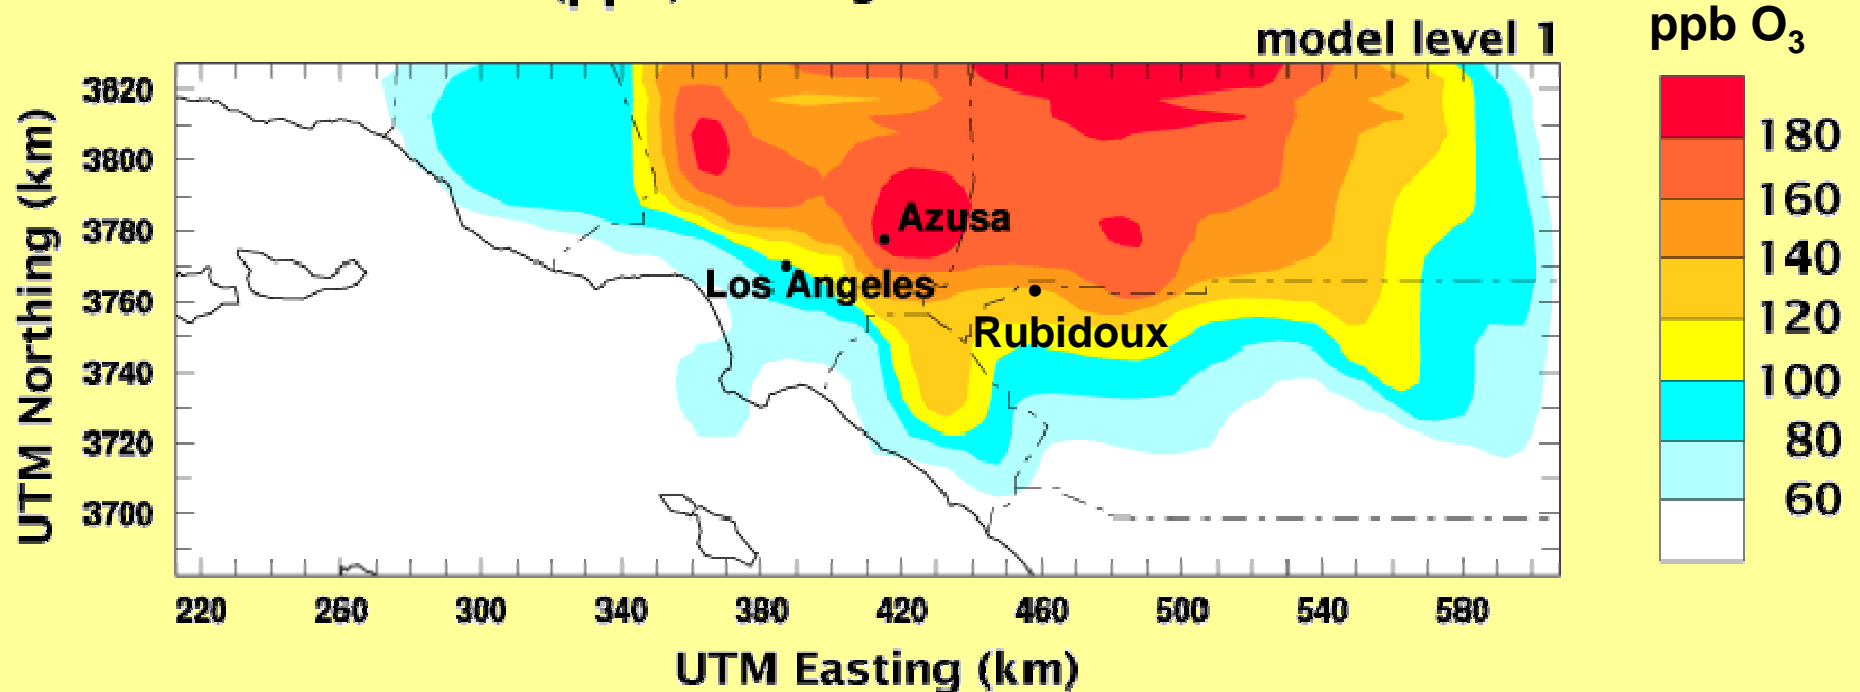 model level 1
ppb O₃
UTM Northing (km)
3820
3800
3780
3760
3740
3720
3700
Azusa
Los Angeles
Rubidoux
220 260 300 340 380 420 460 500 540 580
UTM Easting (km)
180
160
140
120
100
80
60